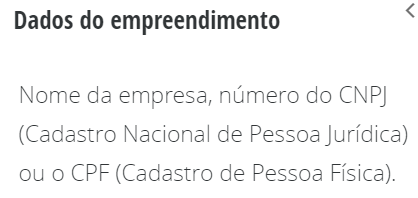 Dados do empreendimento
Nome da empresa, número do CNPJ
(Cadastro Nacional de Pessoa Jurídica)
ou o CPF (Cadastro de Pessoa Física).